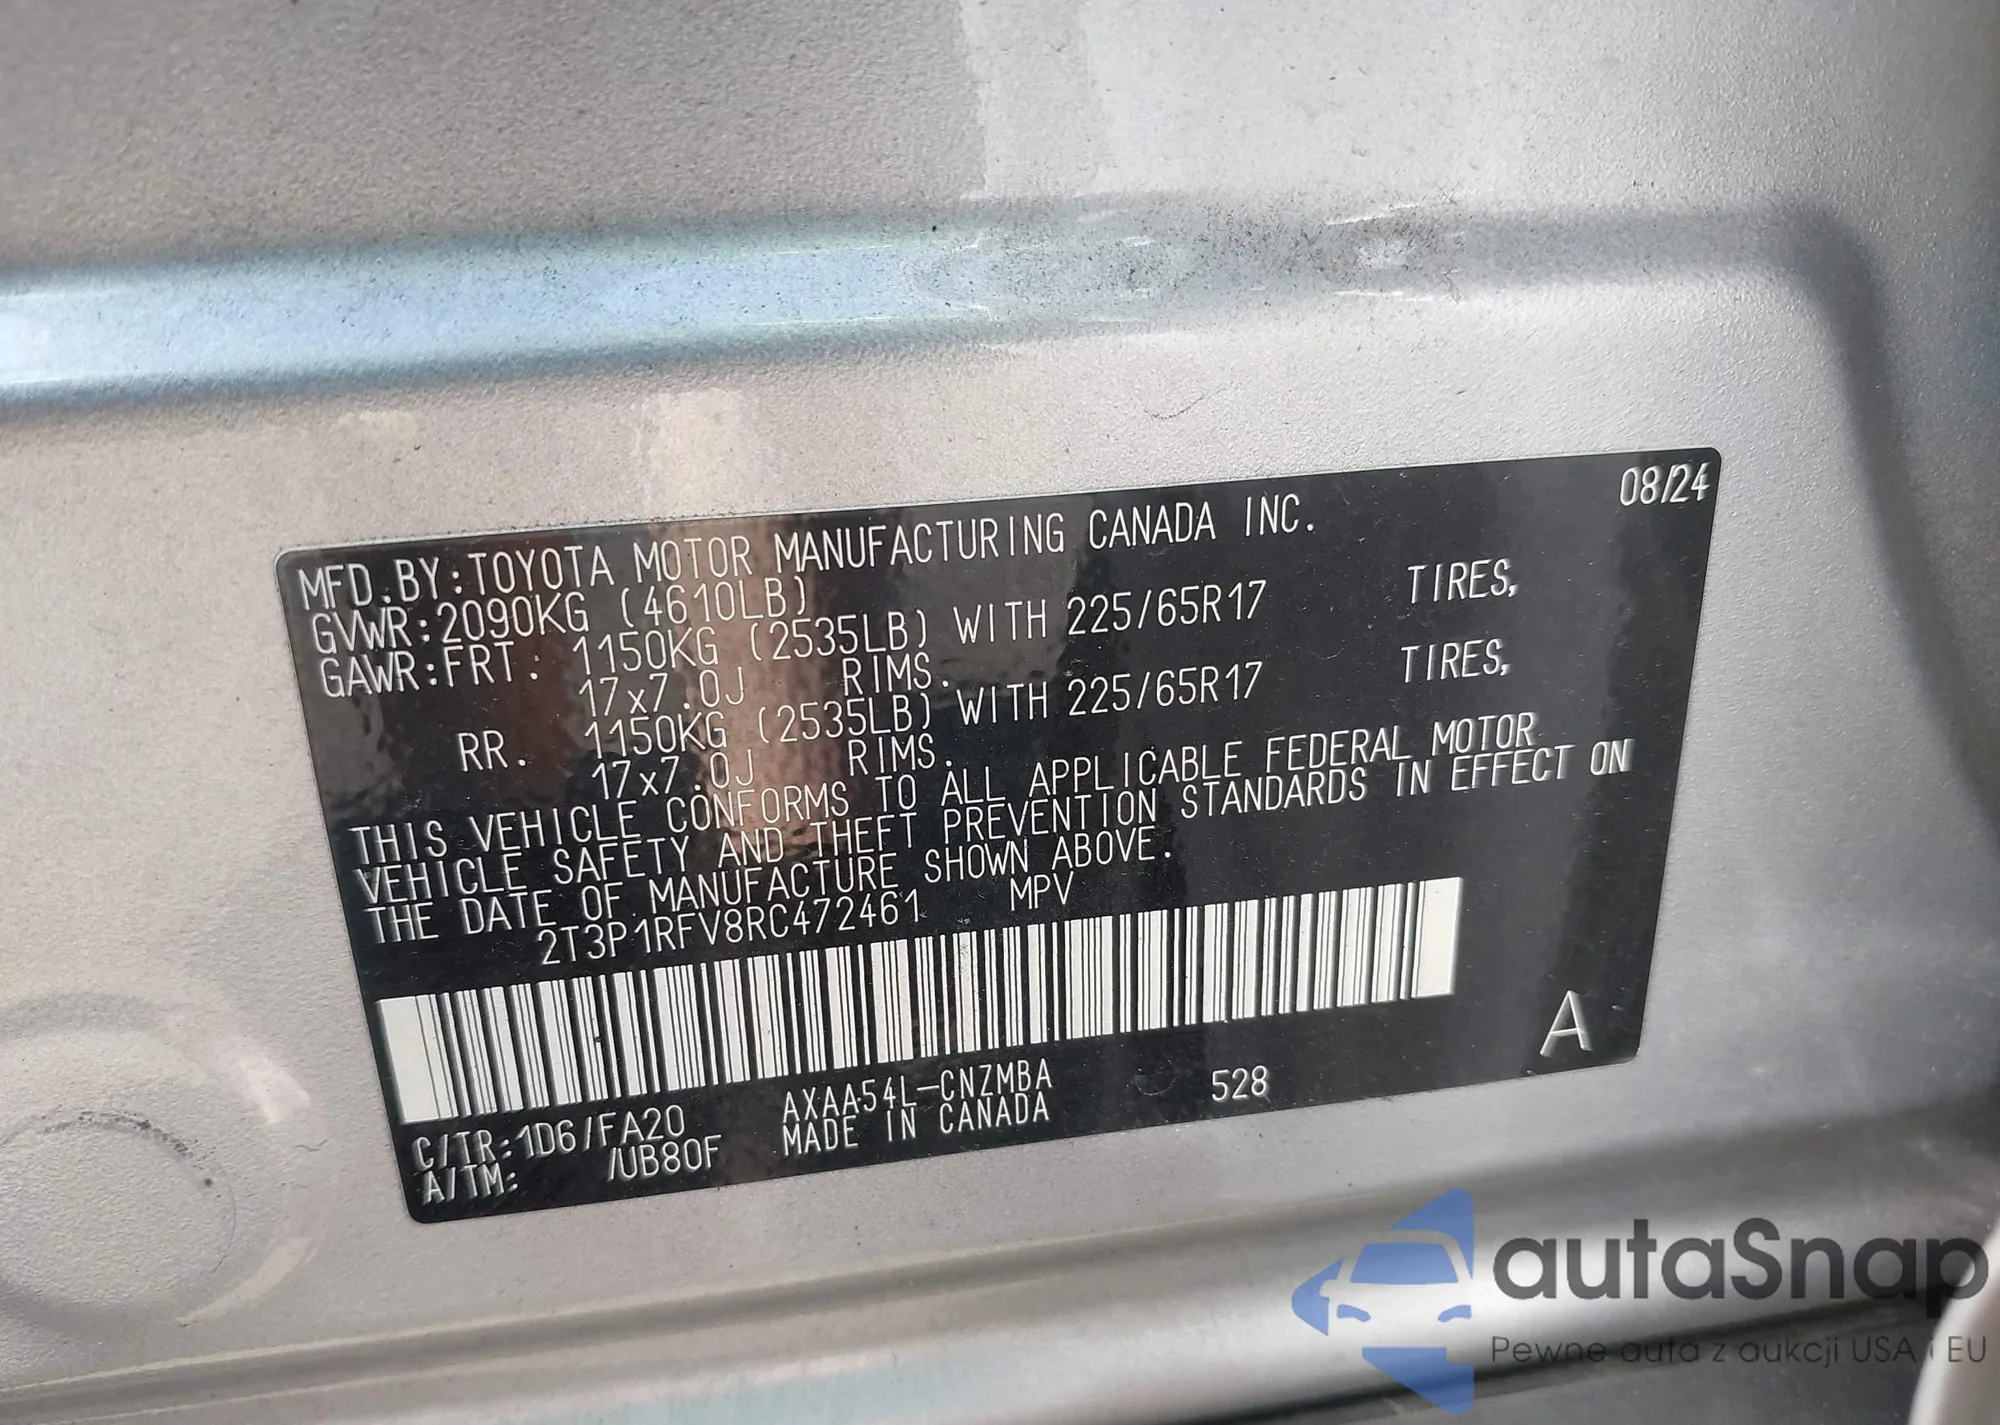 08/24
MFD.BY:TOYOTA MOTOR MANUFACTURING CANADA INC.
GVWR:2090KG (4610LB)
GAWR:FRT: 1150KG (2535LB) WITH 225/65R17 TIRES,
17x7.0J RIMS.
RR. 1150KG (2535LB) WITH 225/65R17 TIRES,
17x7.0J RIMS.
THIS VEHICLE CONFORMS TO ALL APPLICABLE FEDERAL MOTOR
VEHICLE SAFETY AND THEFT PREVENTION STANDARDS IN EFFECT ON
THE DATE OF MANUFACTURE SHOWN ABOVE.
2T3P1RFV8RC472461 MPV
A
C/TR:1D6/FA20 AXAA54L-CNZMBA 528
A/TM: /UB80F MADE IN CANADA
autaSnap
Pewne auta z aukcji USA i EU